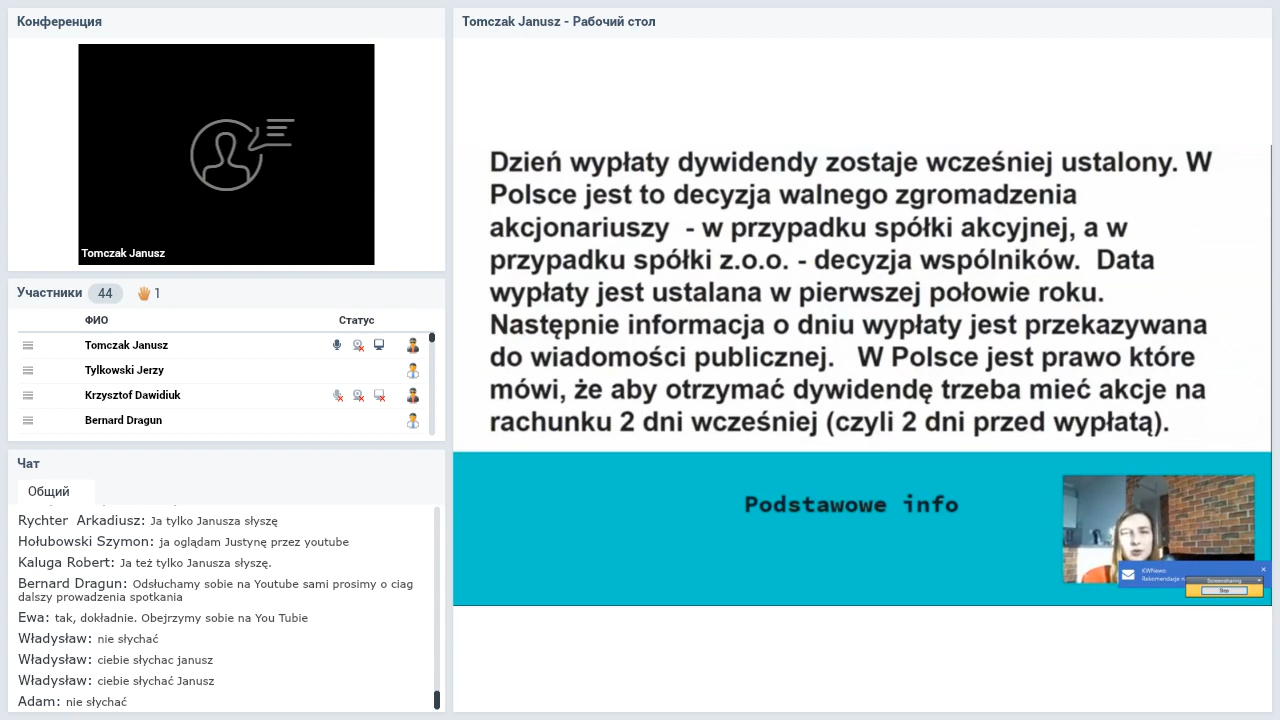 Конференция
Tomczak Janusz
Участники 44 1
ФИО Статус
Tomczak Janusz
Tylkowski Jerzy
Krzysztof Dawidiuk
Bernard Dragun
Чат
Общий
Rychter Arkadiusz: Ja tylko Janusza słyszę
Hołubowski Szymon: ja oglądam Justynę przez youtube
Kaluga Robert: Ja też tylko Janusza słyszę.
Bernard Dragun: Odsłuchamy sobie na Youtube sami prosimy o ciag
dalszy prowadzenia spotkania
Ewa: tak, dokładnie. Obejrzymy sobie na You Tubie
Władysław: nie słychać
Władysław: ciebie słychac janusz
Władysław: ciebie słychać Janusz
Adam: nie słychać
Tomczak Janusz - Рабочий стол
Dzień wypłaty dywidendy zostaje wcześniej ustalony. W
Polsce jest to decyzja walnego zgromadzenia
akcjonariuszy - w przypadku spółki akcyjnej, a w
przypadku spółki z.o.o. - decyzja wspólników. Data
wypłaty jest ustalana w pierwszej połowie roku.
Następnie informacja o dniu wypłaty jest przekazywana
do wiadomości publicznej. W Polsce jest prawo które
mówi, że aby otrzymać dywidendę trzeba mieć akcje na
rachunku 2 dni wcześniej (czyli 2 dni przed wypłatą).
Podstawowe info
Screensharing
Stop